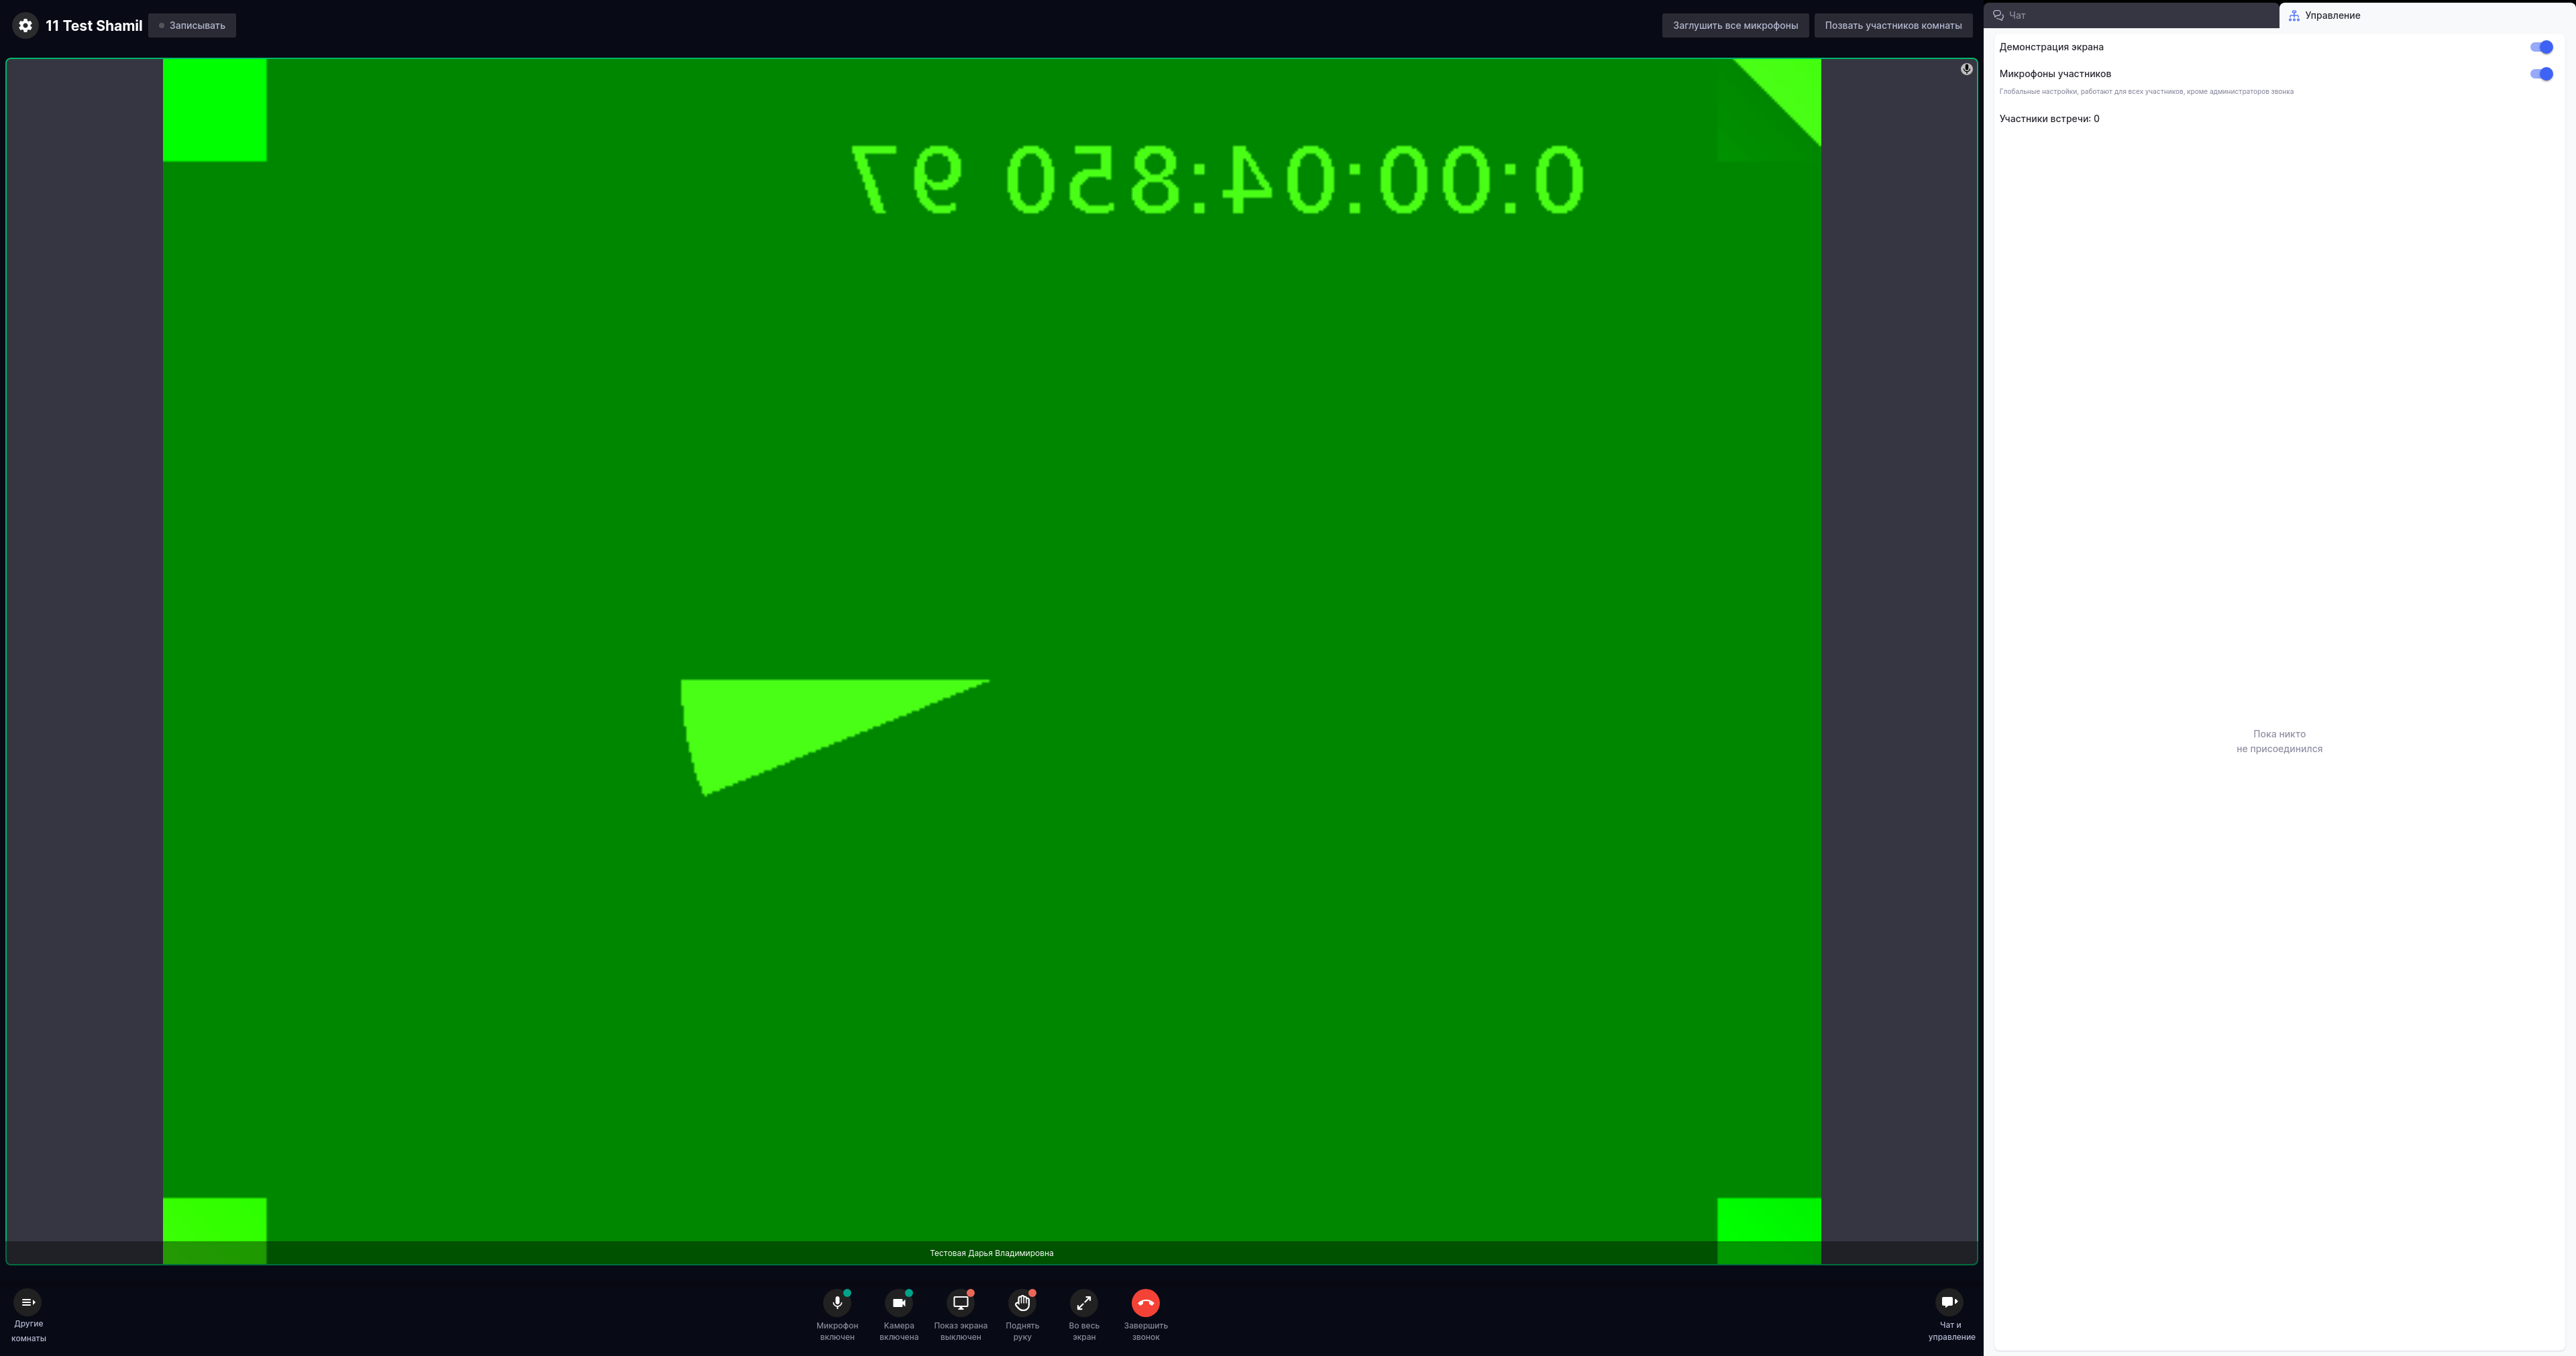 11 Test Shamil
Записывать
Заглушить все микрофоны
Позвать участников комнаты
0:00:04:850 97
Тестовая Дарья Владимировна
Другие
комнаты
Микрофон
включен
Камера
включена
Показ экрана
выключен
Поднять
руку
Во весь
экран
Завершить
звонок
Чат и
управление
Чат
Управление
Демонстрация экрана
Микрофоны участников
Глобальные настройки, работают для всех участников, кроме администраторов звонка
Участники встречи: 0
Пока никто
не присоединился